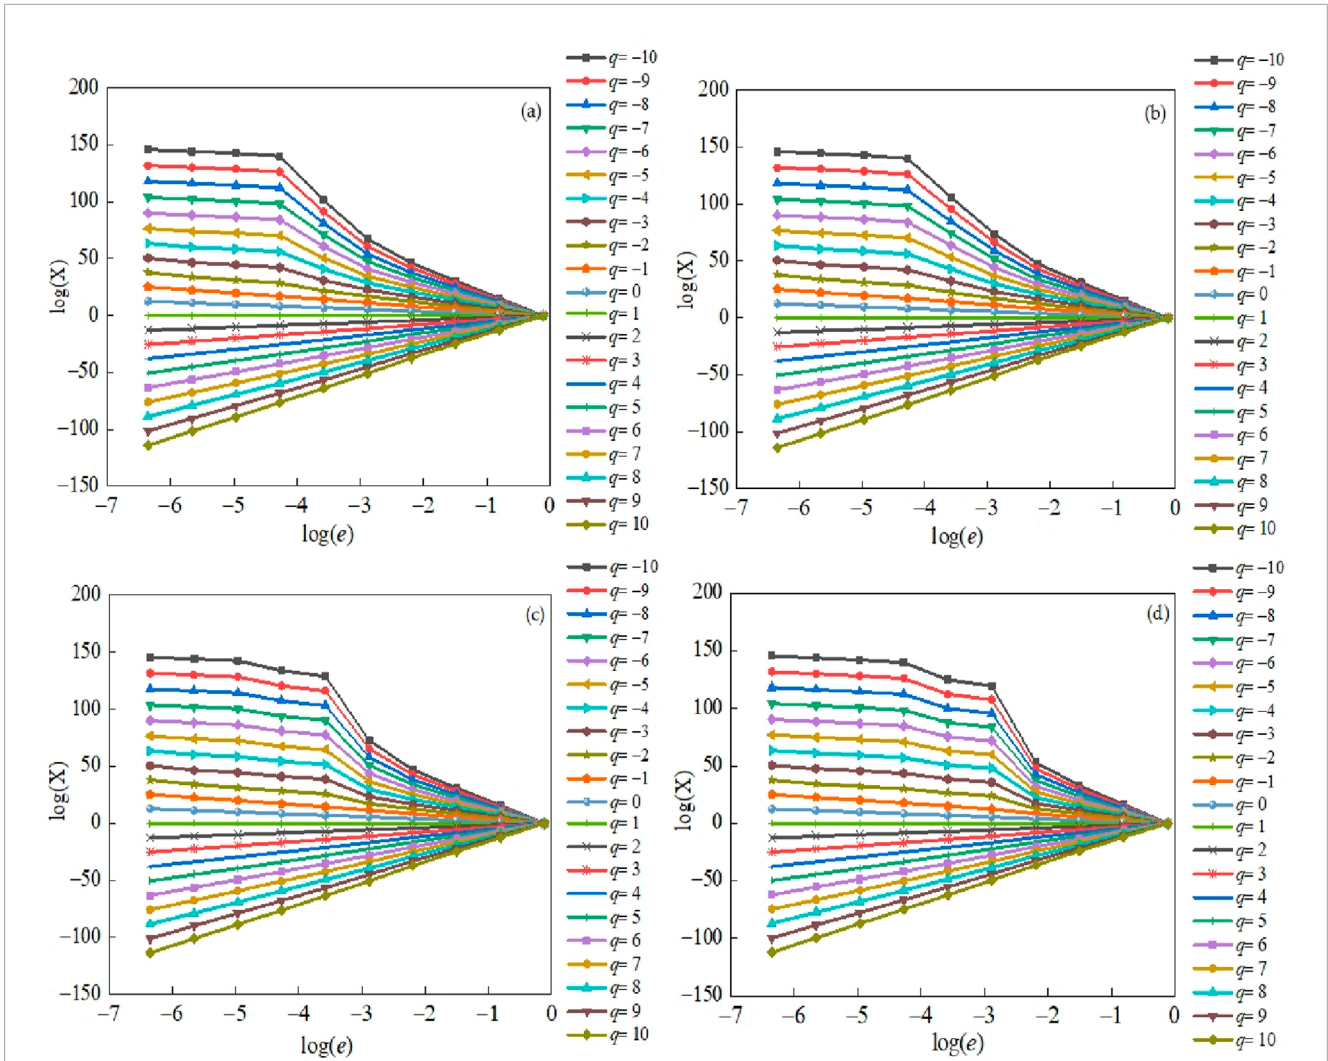 q= −10
q= −9
q= −8
q= −7
q= −6
q= −5
q= −4
q= −3
q= −2
q= −1
q= 0
q= 1
q= 2
q= 3
q= 4
q= 5
q= 6
q= 7
q= 8
q= 9
q= 10
(a)
log(X)
200
150
100
50
0
−50
−100
−150
−7 −6 −5 −4 −3 −2 −1 0
log(e)
q= −10
q= −9
q= −8
q= −7
q= −6
q= −5
q= −4
q= −3
q= −2
q= −1
q= 0
q= 1
q= 2
q= 3
q= 4
q= 5
q= 6
q= 7
q= 8
q= 9
q= 10
(b)
log(X)
200
150
100
50
0
−50
−100
−150
−7 −6 −5 −4 −3 −2 −1 0
log(e)
q= −10
q= −9
q= −8
q= −7
q= −6
q= −5
q= −4
q= −3
q= −2
q= −1
q= 0
q= 1
q= 2
q= 3
q= 4
q= 5
q= 6
q= 7
q= 8
q= 9
q= 10
(c)
log(X)
200
150
100
50
0
−50
−100
−150
−7 −6 −5 −4 −3 −2 −1 0
log(e)
q= −10
q= −9
q= −8
q= −7
q= −6
q= −5
q= −4
q= −3
q= −2
q= −1
q= 0
q= 1
q= 2
q= 3
q= 4
q= 5
q= 6
q= 7
q= 8
q= 9
q= 10
(d)
log(X)
200
150
100
50
0
−50
−100
−150
−7 −6 −5 −4 −3 −2 −1 0
log(e)